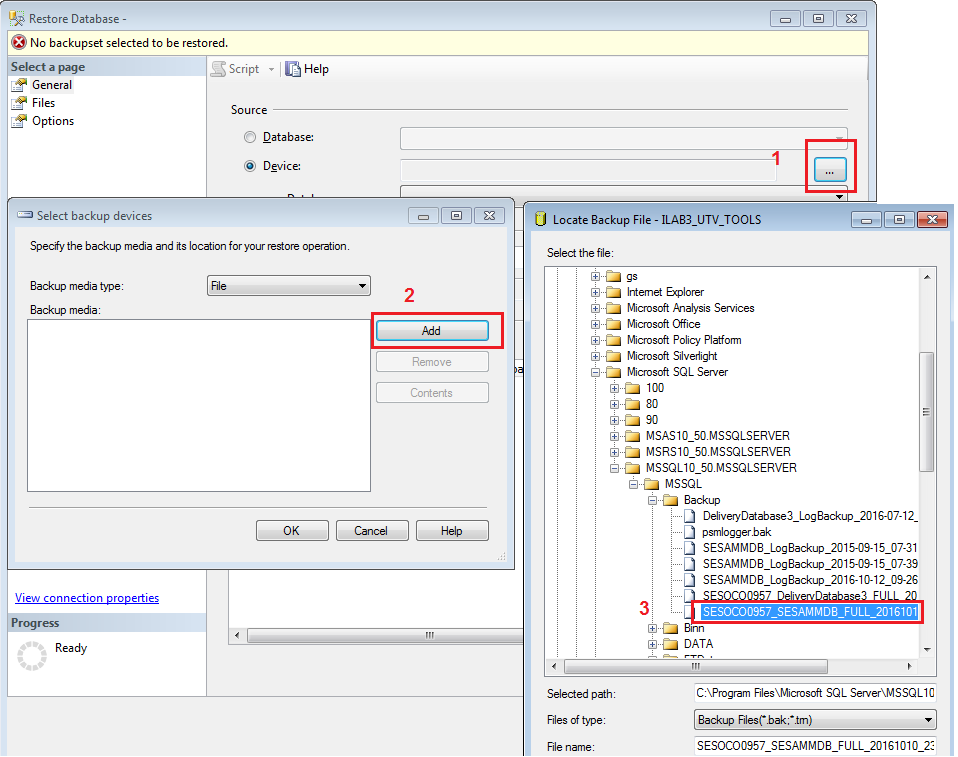 Restore Database -
No backupset selected to be restored.
Select a page
General
Files
Options
Script
Help
Source
Database:
Device:
1
...
Select backup devices
Specify the backup media and its location for your restore operation.
Backup media type:
File
2
Backup media:
Add
Remove
Contents
OK
Cancel
Help
View connection properties
Progress
Ready
Locate Backup File - ILAB3_UTV_TOOLS
Select the file:
gs
Internet Explorer
Microsoft Analysis Services
Microsoft Office
Microsoft Policy Platform
Microsoft Silverlight
Microsoft SQL Server
100
80
90
MSAS10_50.MSSQLSERVER
MSRS10_50.MSSQLSERVER
MSSQL10_50.MSSQLSERVER
MSSQL
Backup
DeliveryDatabase3_LogBackup_2016-07-12_
psmlogger.bak
SESAMMDB_LogBackup_2015-09-15_07-31
SESAMMDB_LogBackup_2015-09-15_07-39
SESAMMDB_LogBackup_2016-10-12_09-26
SESOCO0957_DeliveryDatabase3_FULL_20
3
SESOCO0957_SESAMMDB_FULL_2016101
Binn
DATA
Selected path:
C:\Program Files\Microsoft SQL Server\MSSQL10
Files of type:
Backup Files(*.bak;*.trn)
File name:
SESOCO0957_SESAMMDB_FULL_20161010_23